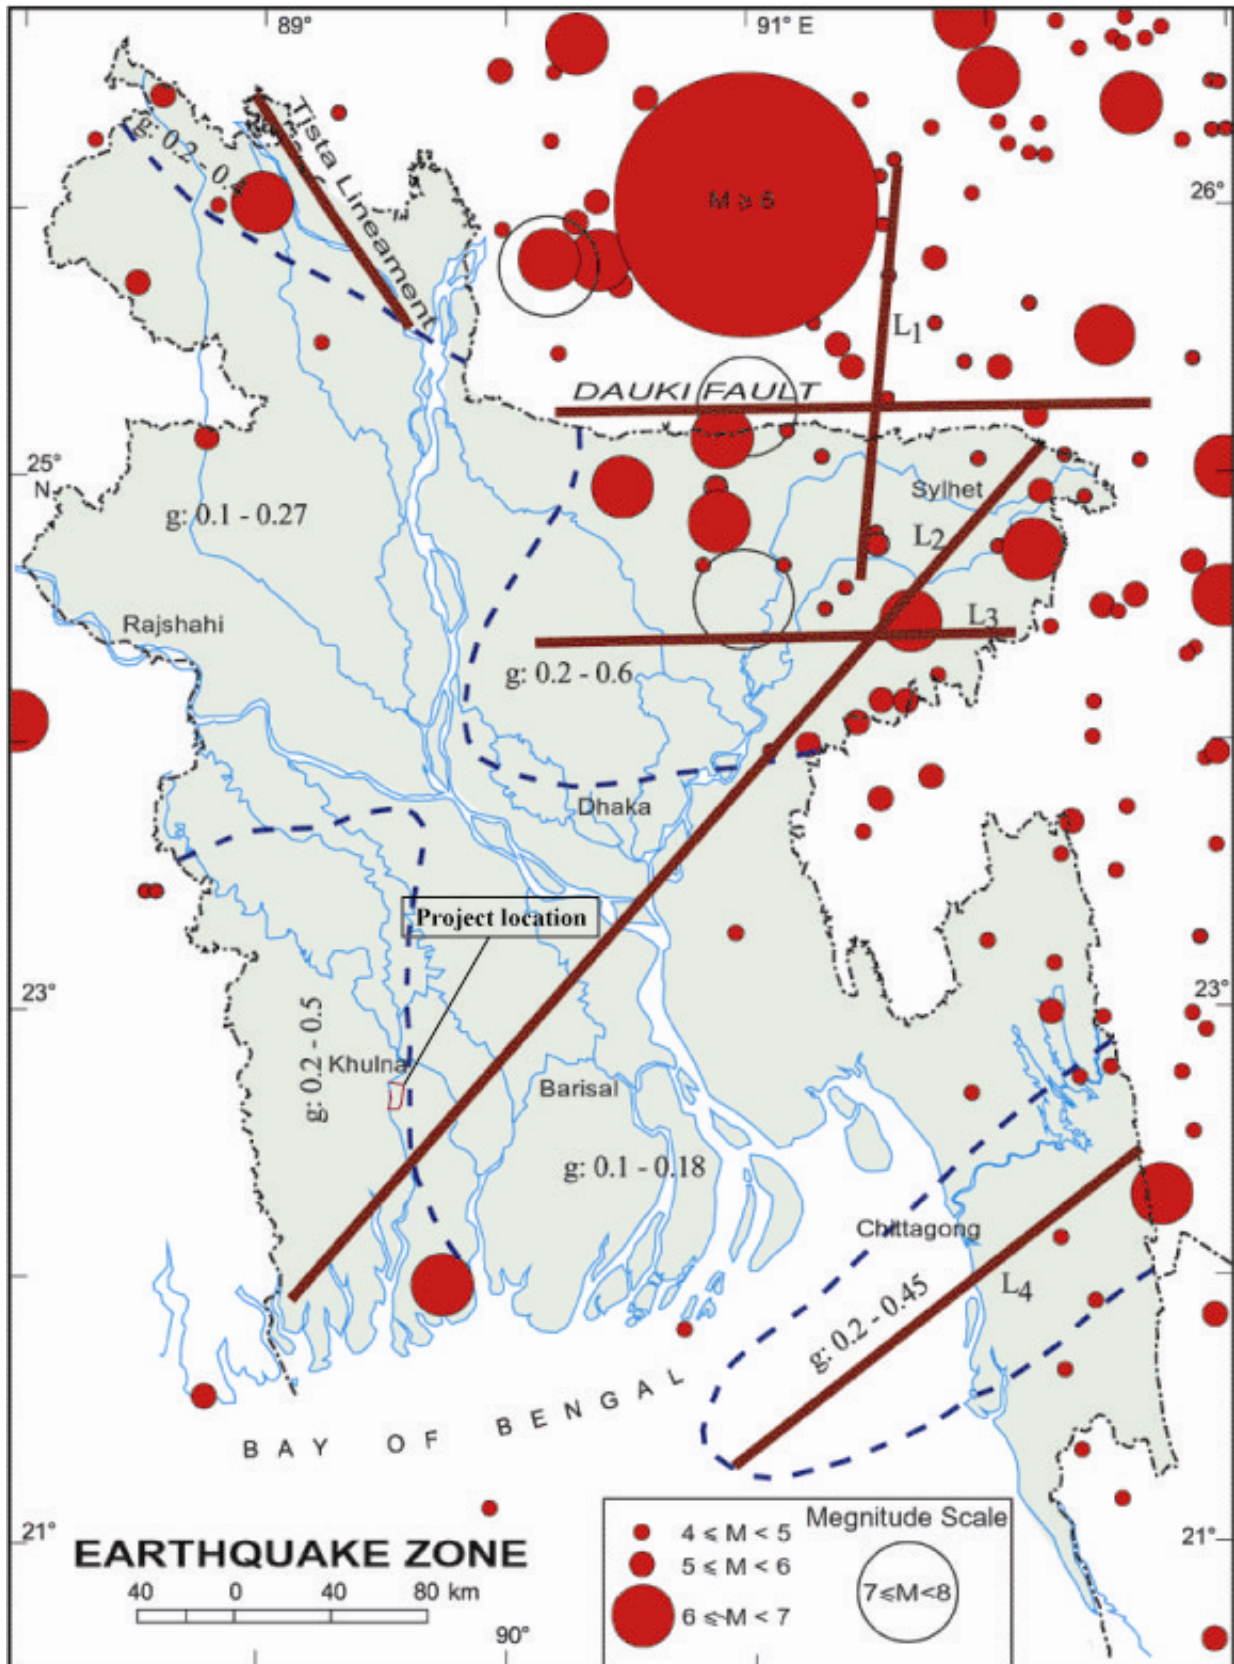 89°
91° E
Tista Lineament
g: 0.2 - 0.4
M ⩾ 8
26°
L1
DAUKI FAULT
25°
N
Sylhet
g: 0.1 - 0.27
L2
Rajshahi
L3
g: 0.2 - 0.6
Dhaka
Project location
23°
23°
g: 0.2 - 0.5
Khulna
Barisal
g: 0.1 - 0.18
Chittagong
L4
g: 0.2 - 0.45
BAY OF BENGAL
Megnitude Scale
4 ⩽ M < 5
21°
21°
EARTHQUAKE ZONE
5 ⩽ M < 6
7⩽M<8
40 0 40 80 km
6 ⩽ M < 7
90°